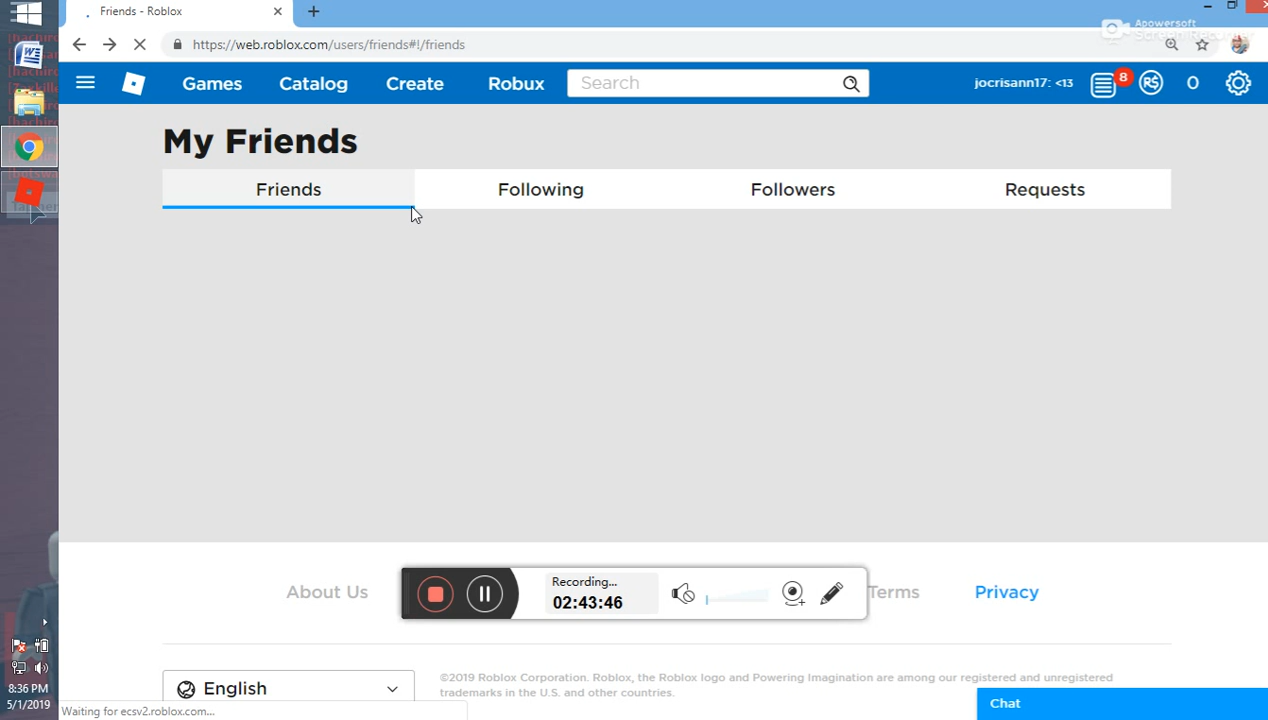 Friends - Roblox
https://web.roblox.com/users/friends#!/friends
Apowersoft
Screen Recorder
Games
Catalog
Create
Robux
Search
jocrisann17: <13
8
R$
0
My Friends
Friends
Following
Followers
Requests
About Us
Terms
Privacy
Recording...
02:43:46
English
©2019 Roblox Corporation. Roblox, the Roblox logo and Powering Imagination are among our registered and unregistered
trademarks in the U.S. and other countries.
Chat
Waiting for ecsv2.roblox.com...
8:36 PM
5/1/2019